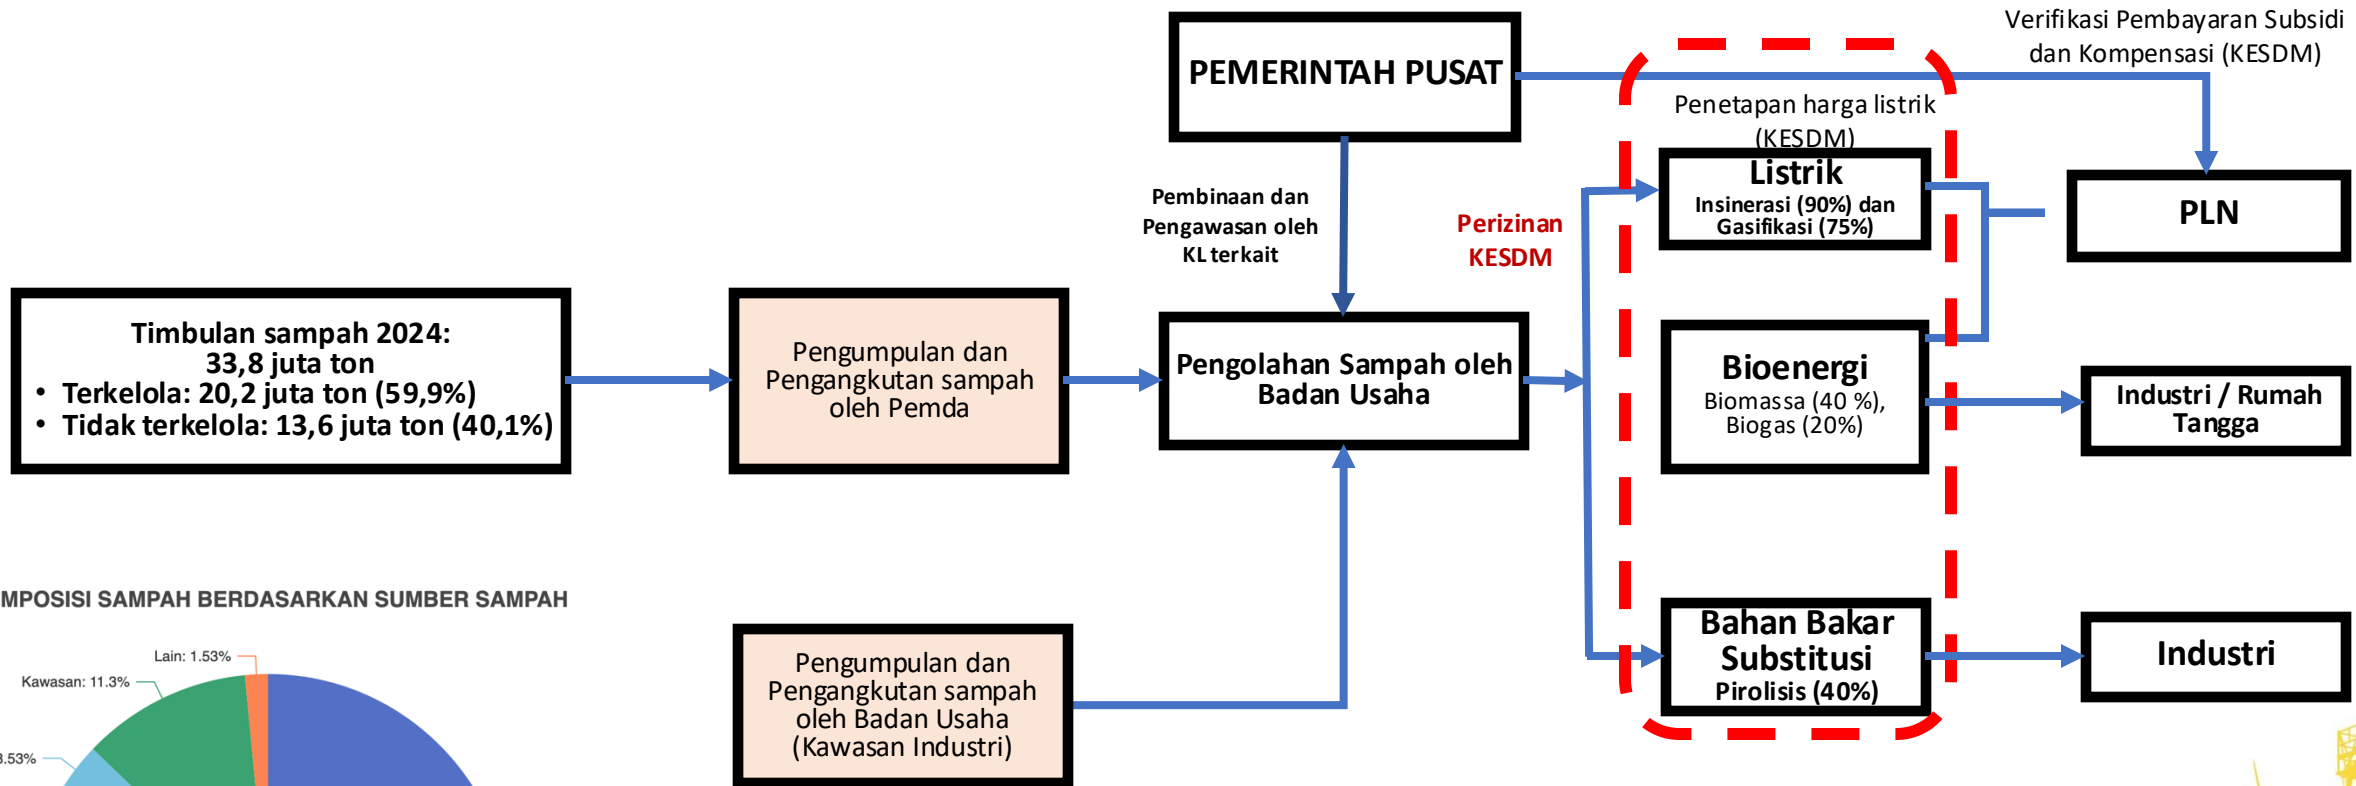 Verifikasi Pembayaran Subsidi
dan Kompensasi (KESDM)
PEMERINTAH PUSAT
Penetapan harga listrik
(KESDM)
Listrik
Insinerasi (90%) dan
Gasifikasi (75%)
PLN
Pembinaan dan
Pengawasan oleh
KL terkait
Perizinan
KESDM
Timbulan sampah 2024:
33,8 juta ton
• Terkelola: 20,2 juta ton (59,9%)
• Tidak terkelola: 13,6 juta ton (40,1%)
Pengumpulan dan
Pengangkutan sampah
oleh Pemda
Pengolahan Sampah oleh
Badan Usaha
Bioenergi
Biomassa (40 %),
Biogas (20%)
Industri / Rumah
Tangga
MPOSISI SAMPAH BERDASARKAN SUMBER SAMPAH
Lain: 1.53%
Kawasan: 11.3%
3.53%
Pengumpulan dan
Pengangkutan sampah
oleh Badan Usaha
(Kawasan Industri)
Bahan Bakar
Substitusi
Pirolisis (40%)
Industri